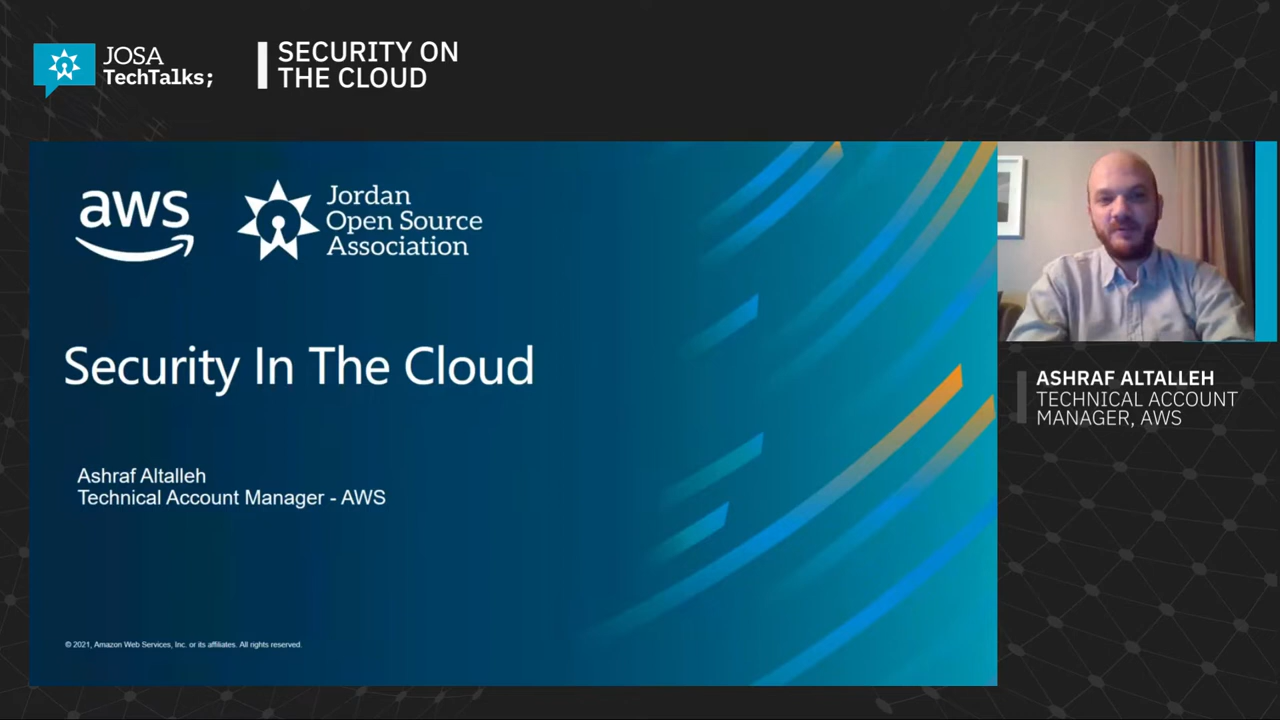 JOSA
TechTalks;
SECURITY ON
THE CLOUD
aws
Jordan
Open Source
Association
Security In The Cloud
Ashraf Altalleh
Technical Account Manager - AWS
© 2021, Amazon Web Services, Inc. or its affiliates. All rights reserved.
ASHRAF ALTALLEH
TECHNICAL ACCOUNT
MANAGER, AWS